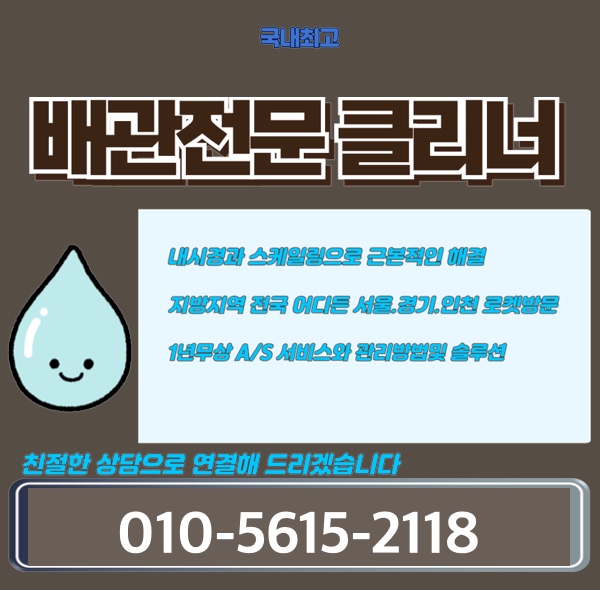 국내최고
배관전문 클리너
내시경과 스케일링으로 근본적인 해결
지방지역 전국 어디든 서울.경기.인천 로켓방문
1년무상 A/S 서비스와 관리방법및 솔루션
친절한 상담으로 연결해 드리겠습니다
010-5615-2118